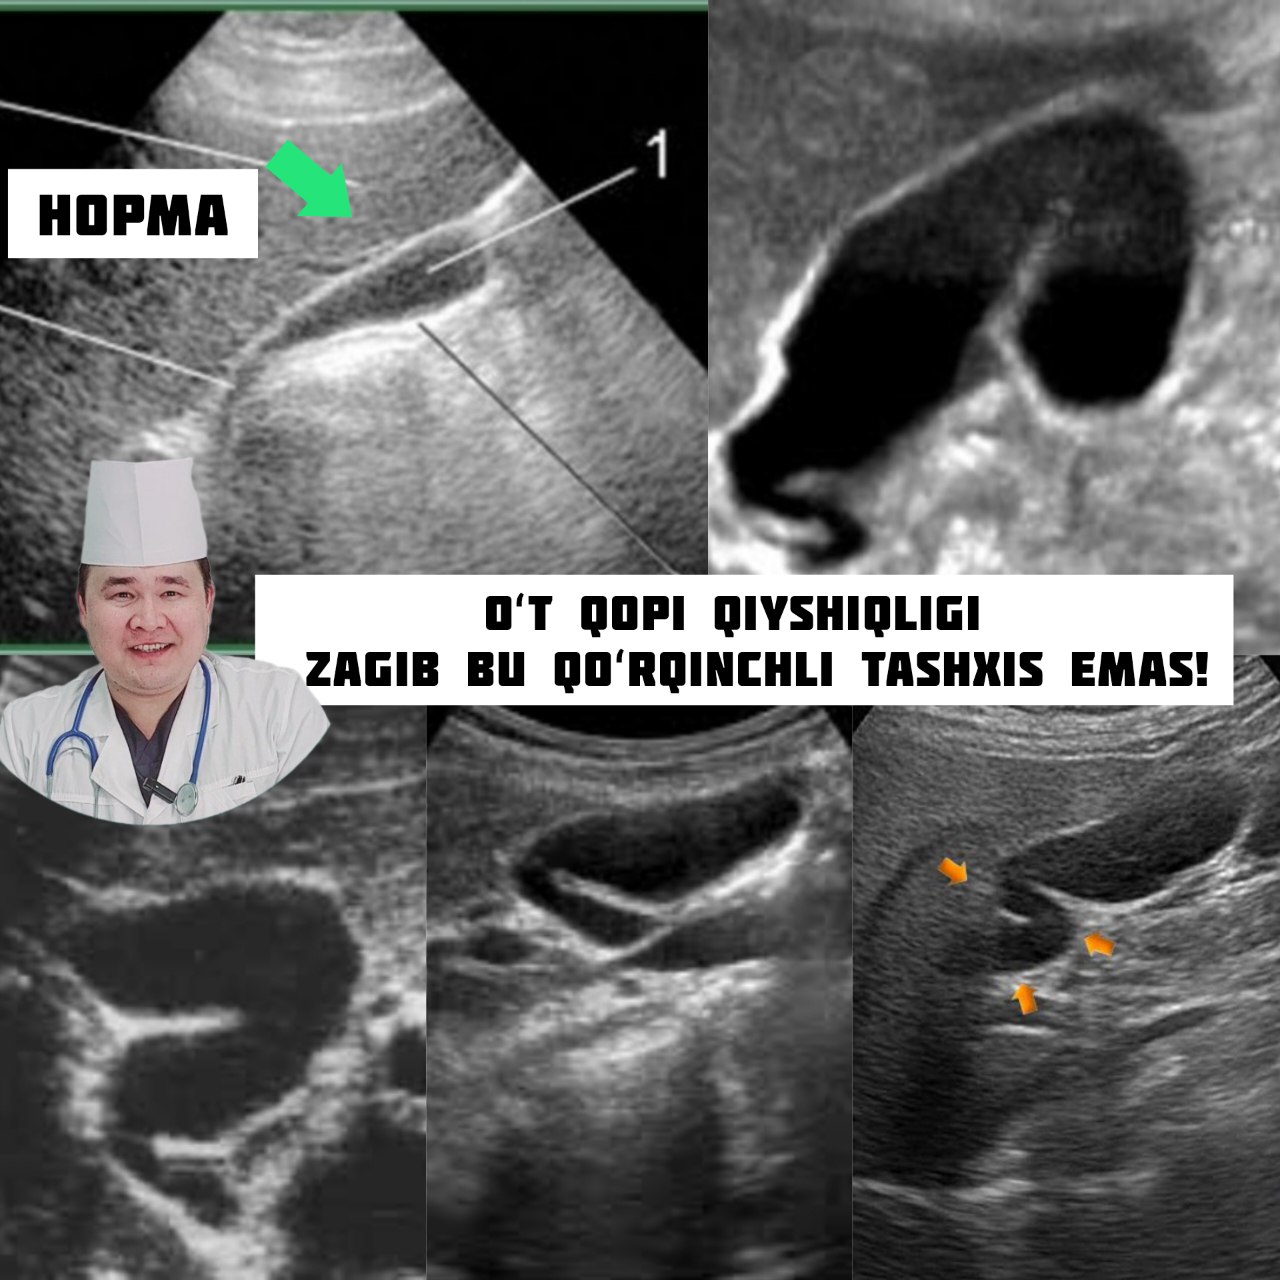 1
НОРМА
O‘T QOPI QIYSHIQLIGI
ZAGIB BU QO‘RQINCHLI TASHXIS EMAS!